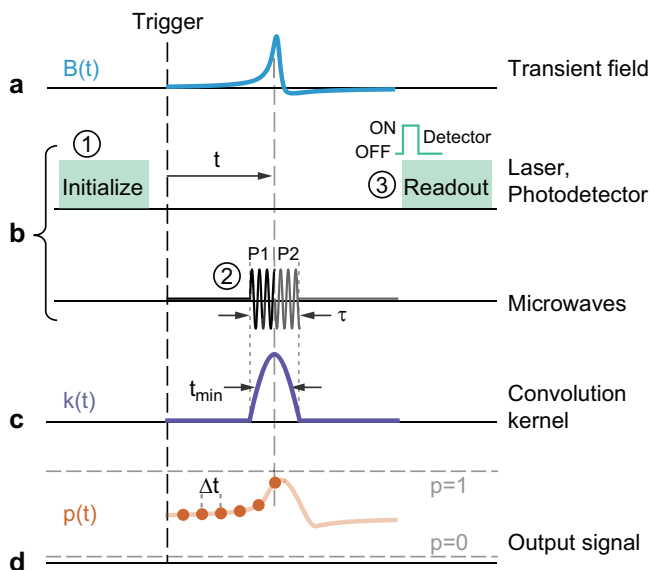 Trigger
a B(t) Transient field
1 ON OFF Detector
Initialize t 3 Readout Laser, Photodetector
b
2 P1 P2
τ Microwaves
c k(t) tmin Convolution kernel
p=1
p(t) Δt
p=0 Output signal
d